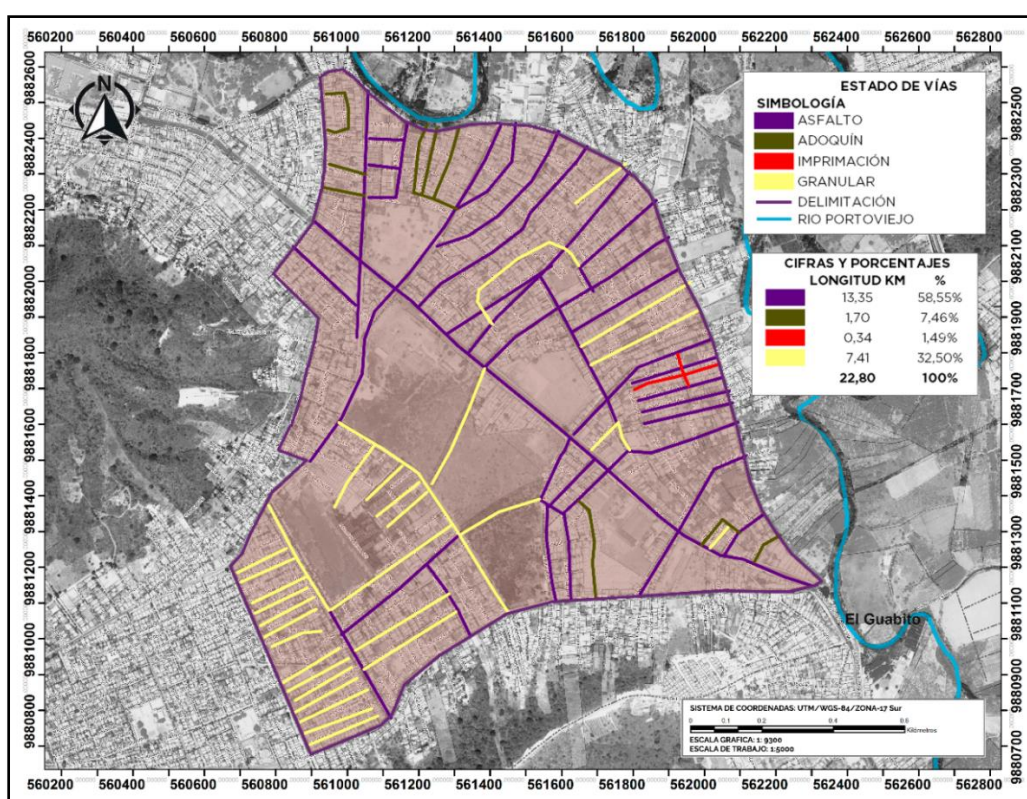 560200 560400 560600 560800 561000 561200 561400 561600 561800 562000 562200 562400 562600 562800
9882600
9882400
9882200
9882000
9881800
9881600
9881400
9881200
9881000
9880800
N
ESTADO DE VÍAS
SIMBOLOGÍA
ASFALTO
ADOQUÍN
IMPRIMACIÓN
GRANULAR
DELIMITACIÓN
RIO PORTOVIEJO
CIFRAS Y PORCENTAJES
LONGITUD KM %
13,35 58,55%
1,70 7,46%
0,34 1,49%
7,41 32,50%
22,80 100%
El Guabito
SISTEMA DE COORDENADAS: UTM/WGS-84/ZONA-17 Sur
0 0.1 0.2 0.4 0.6
Kilómetros
ESCALA GRAFICA: 1: 9300
ESCALA DE TRABAJO: 1:5000
9882500
9882300
9882100
9881900
9881700
9881500
9881300
9881100
9880900
9880700
560200 560400 560600 560800 561000 561200 561400 561600 561800 562000 562200 562400 562600 562800